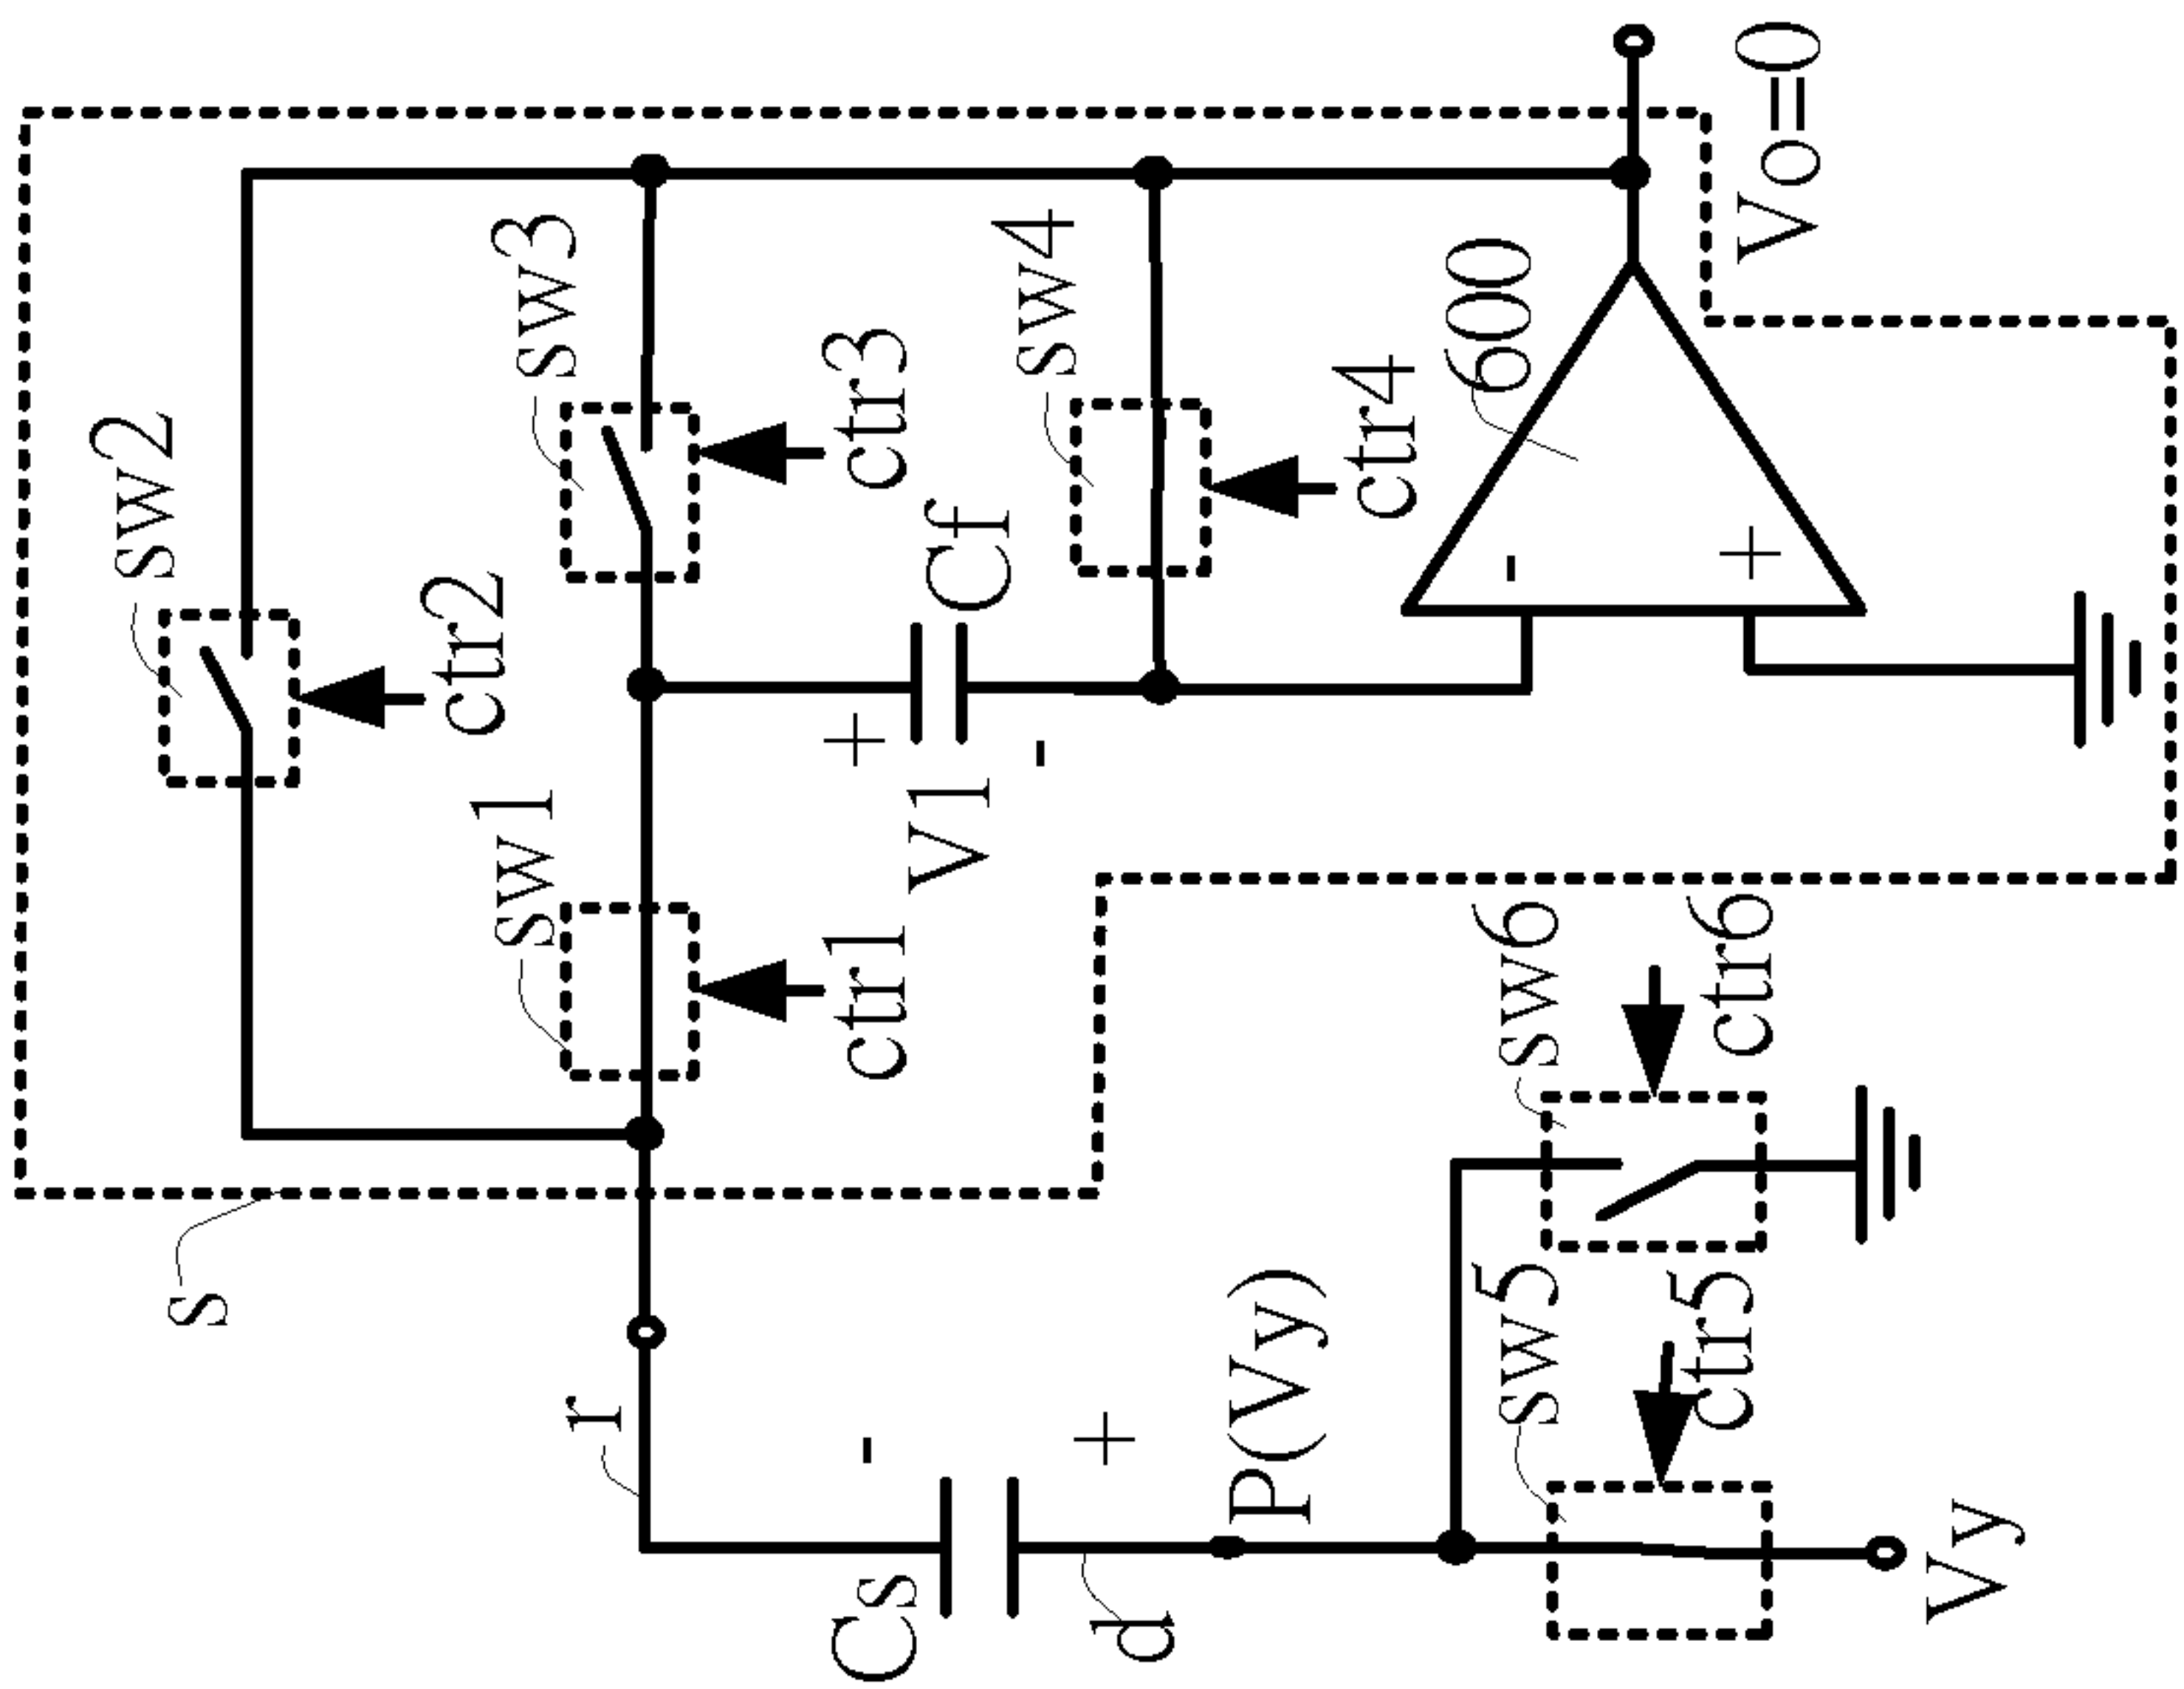 sw2
ctr2
sw3
ctr3
sw1
ctr1
+
Cf
V1
-
sw4
ctr4
600
-
+
Vo=0
s
r
Cs
-
+
d
P(Vy)
sw6
ctr6
sw5
ctr5
Vy